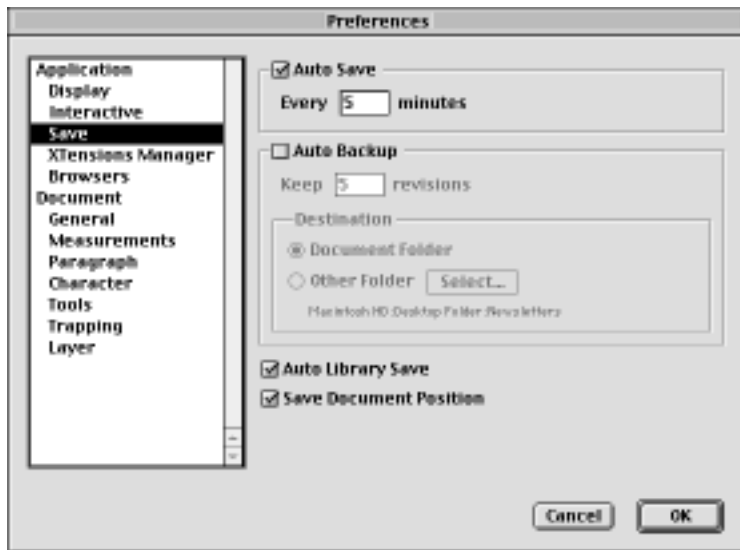 Preferences
Application
Display
Interactive
Save
XTensions Manager
Browsers
Document
General
Measurements
Paragraph
Character
Tools
Trapping
Layer
Auto Save
Every 5 minutes
Auto Backup
Keep 5 revisions
Destination
Document Folder
Other Folder Select...
Macintosh HD:Desktop Folder:Newsletters
Auto Library Save
Save Document Position
Cancel OK